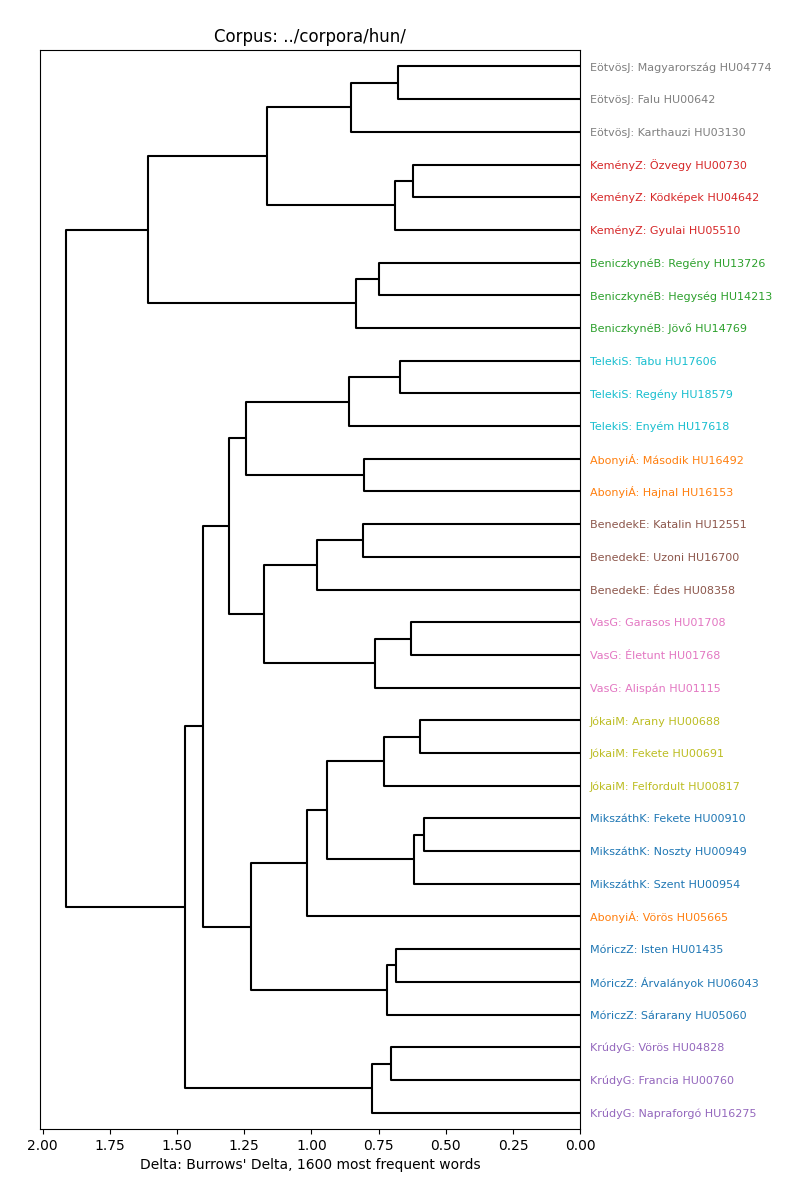 Corpus: ../corpora/hun/
EötvösJ: Magyarország HU04774
EötvösJ: Falu HU00642
EötvösJ: Karthauzi HU03130
KeményZ: Özvegy HU00730
KeményZ: Ködképek HU04642
KeményZ: Gyulai HU05510
BeniczkynéB: Regény HU13726
BeniczkynéB: Hegység HU14213
BeniczkynéB: Jövő HU14769
TelekiS: Tabu HU17606
TelekiS: Regény HU18579
TelekiS: Enyém HU17618
AbonyiÁ: Második HU16492
AbonyiÁ: Hajnal HU16153
BenedekE: Katalin HU12551
BenedekE: Uzoni HU16700
BenedekE: Édes HU08358
VasG: Garasos HU01708
VasG: Életunt HU01768
VasG: Alispán HU01115
JókaiM: Arany HU00688
JókaiM: Fekete HU00691
JókaiM: Felfordult HU00817
MikszáthK: Fekete HU00910
MikszáthK: Noszty HU00949
MikszáthK: Szent HU00954
AbonyiÁ: Vörös HU05665
MóriczZ: Isten HU01435
MóriczZ: Árvalányok HU06043
MóriczZ: Sárarany HU05060
KrúdyG: Vörös HU04828
KrúdyG: Francia HU00760
KrúdyG: Napraforgó HU16275
2.00 1.75 1.50 1.25 1.00 0.75 0.50 0.25 0.00
Delta: Burrows' Delta, 1600 most frequent words